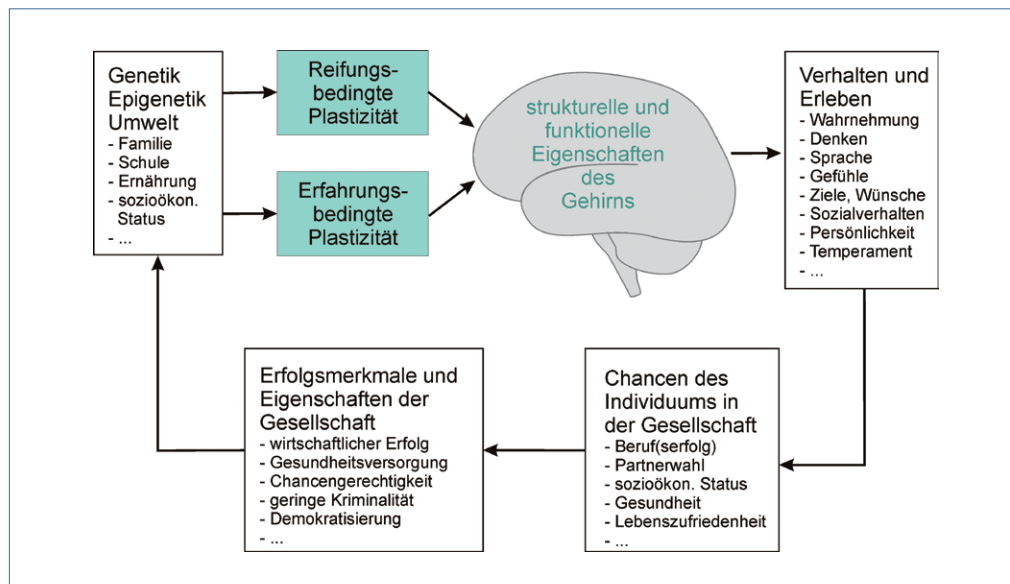 Genetik
Epigenetik
Umwelt
- Familie
- Schule
- Ernährung
- sozioökon.
Status
- ...
Reifungs-
bedingte
Plastizität
Erfahrungs-
bedingte
Plastizität
strukturelle und
funktionelle
Eigenschaften
des
Gehirns
Verhalten und
Erleben
- Wahrnehmung
- Denken
- Sprache
- Gefühle
- Ziele, Wünsche
- Sozialverhalten
- Persönlichkeit
- Temperament
- ...
Chancen des
Individuums in
der Gesellschaft
- Beruf(serfolg)
- Partnerwahl
- sozioökon. Status
- Gesundheit
- Lebenszufriedenheit
- ...
Erfolgsmerkmale und
Eigenschaften der
Gesellschaft
- wirtschaftlicher Erfolg
- Gesundheitsversorgung
- Chancengerechtigkeit
- geringe Kriminalität
- Demokratisierung
- ...